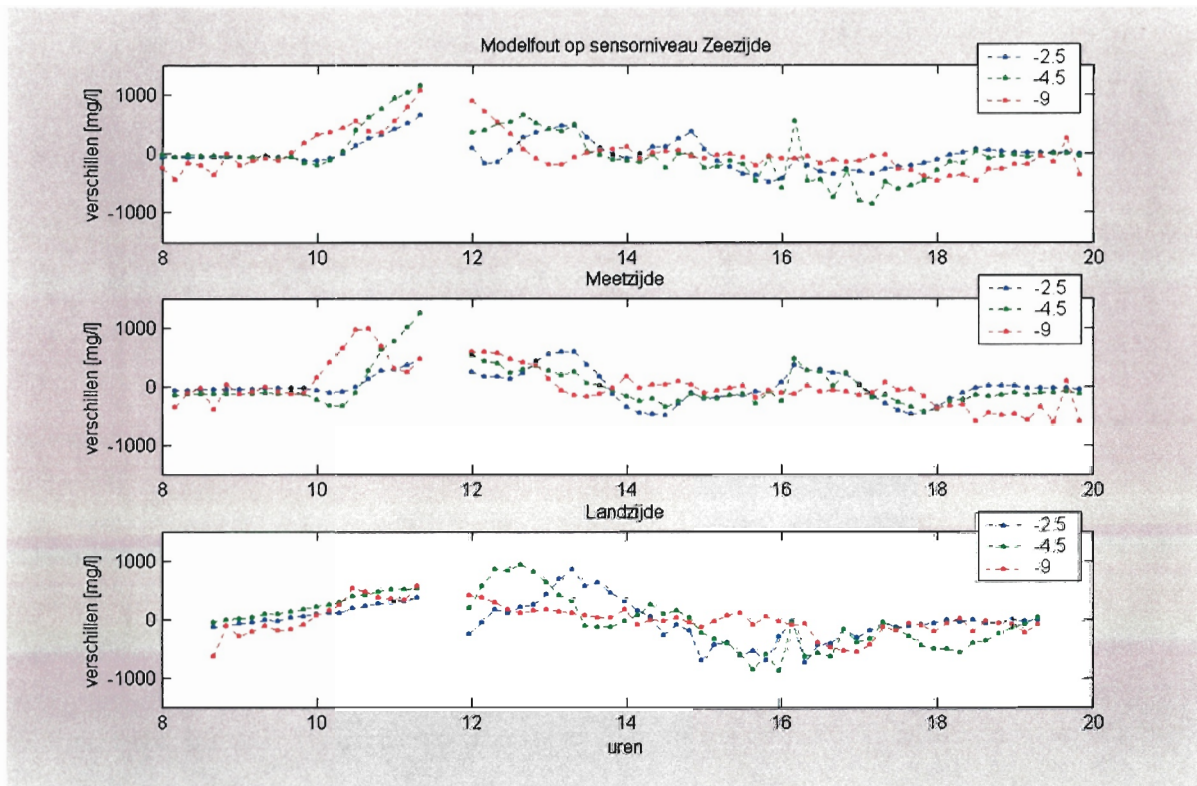 Modelfout op sensorniveau Zeezijde
verschillen [mg/l]
1000
0
-1000
8 10 12 14 16 18 20
-2.5
-4.5
-9
Meetzijde
verschillen [mg/l]
1000
0
-1000
8 10 12 14 16 18 20
-2.5
-4.5
-9
Landzijde
verschillen [mg/l]
1000
0
-1000
8 10 12 14 16 18 20
uren
-2.5
-4.5
-9